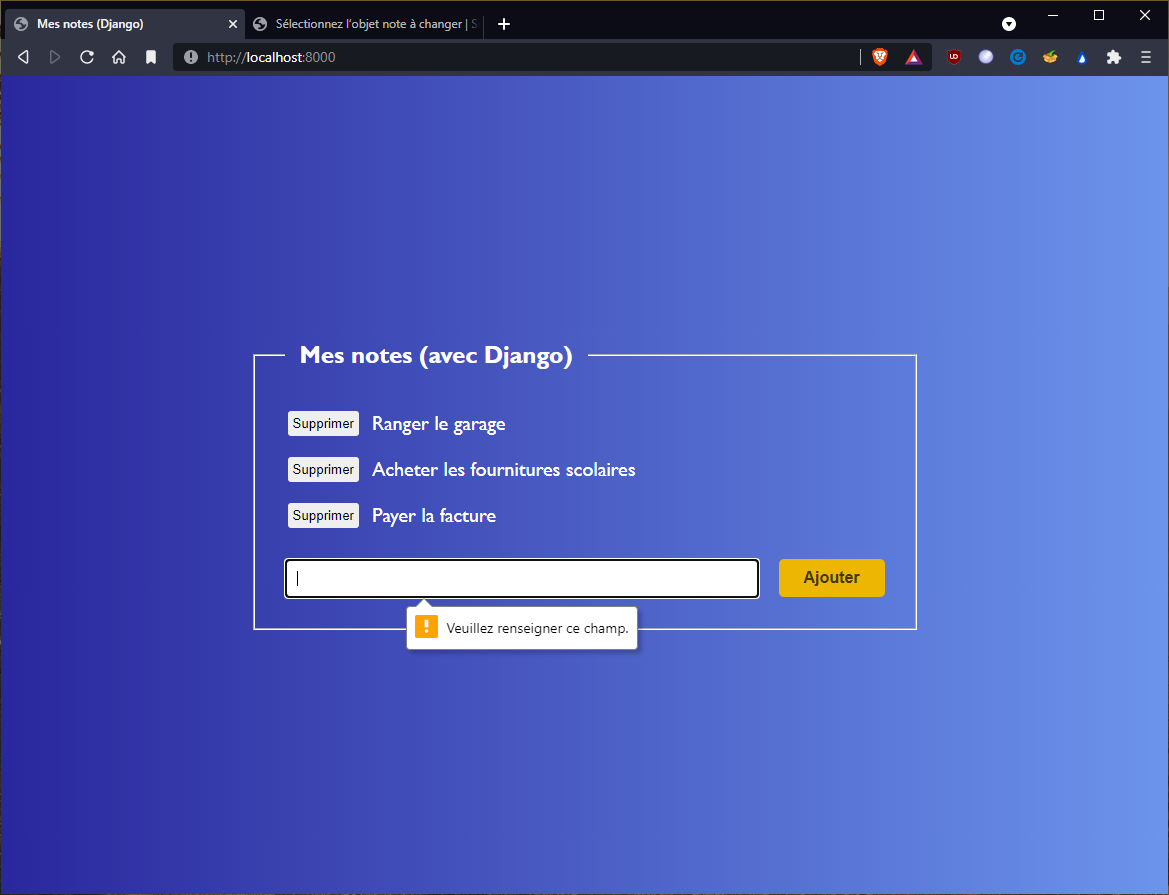 Mes notes (Django)
Sélectionnez l'objet note à changer | S
http://localhost:8000
UD
Mes notes (avec Django)
Supprimer Ranger le garage
Supprimer Acheter les fournitures scolaires
Supprimer Payer la facture
Ajouter
Veuillez renseigner ce champ.